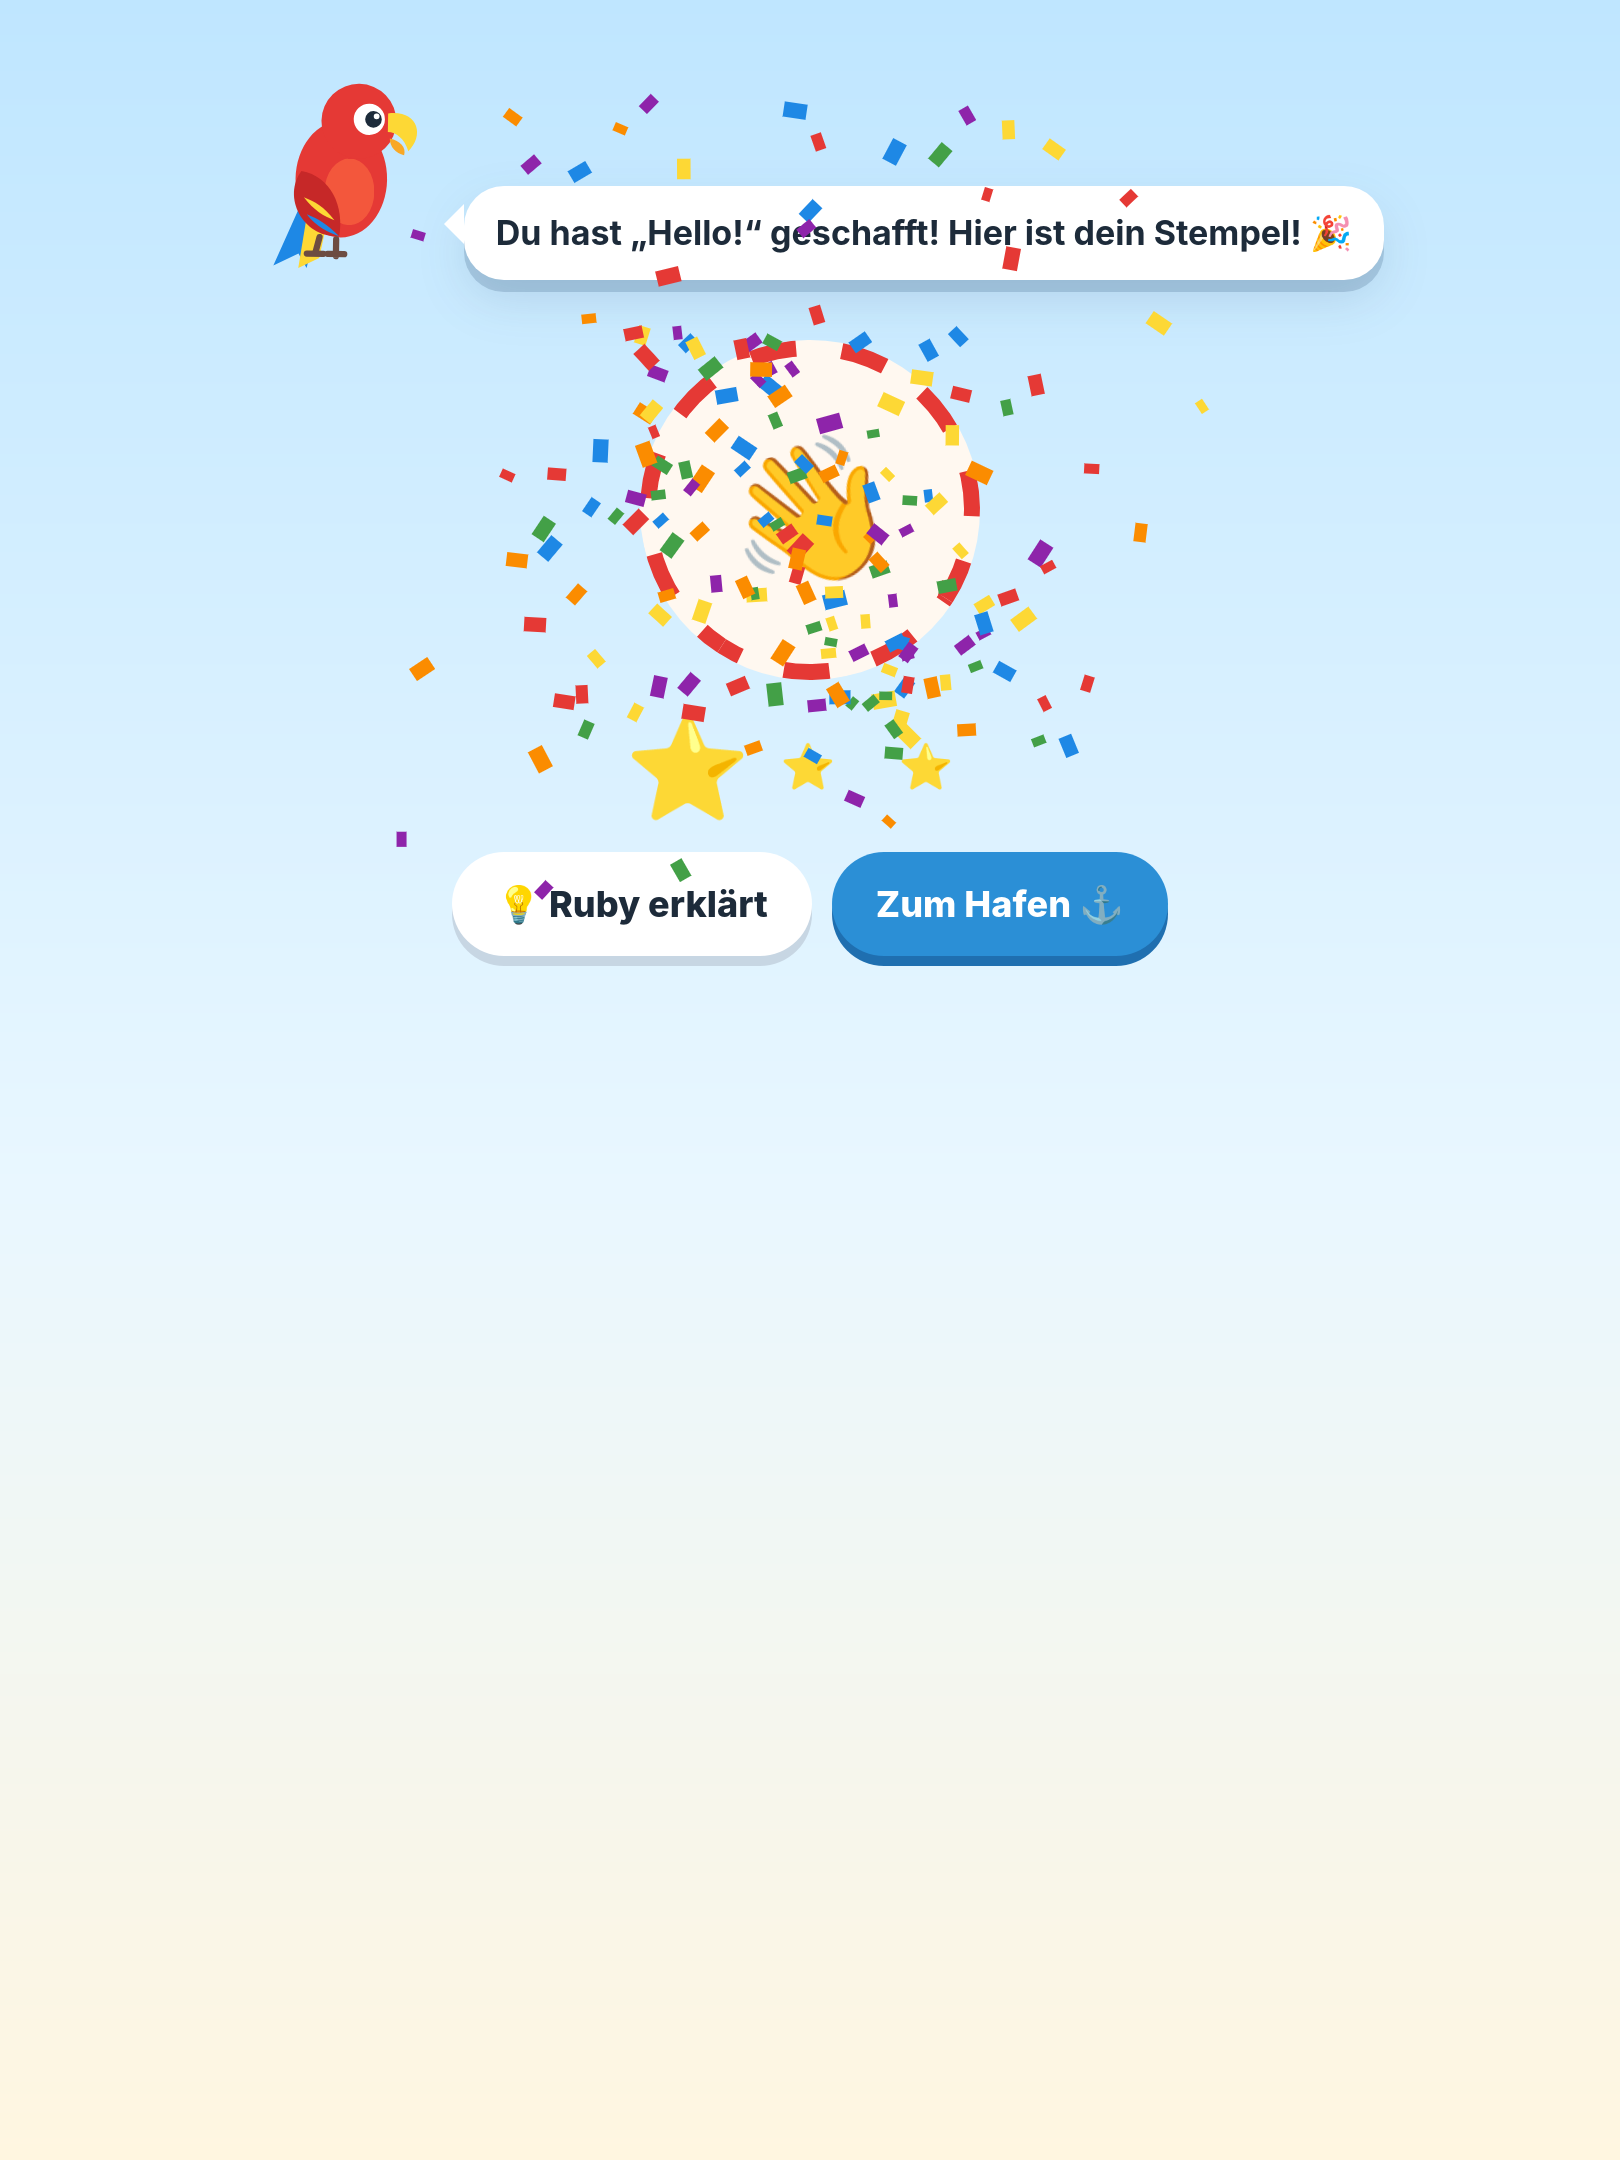 Du hast „Hello!“ geschafft! Hier ist dein Stempel! 🎉
💡 Ruby erklärt
Zum Hafen ⚓